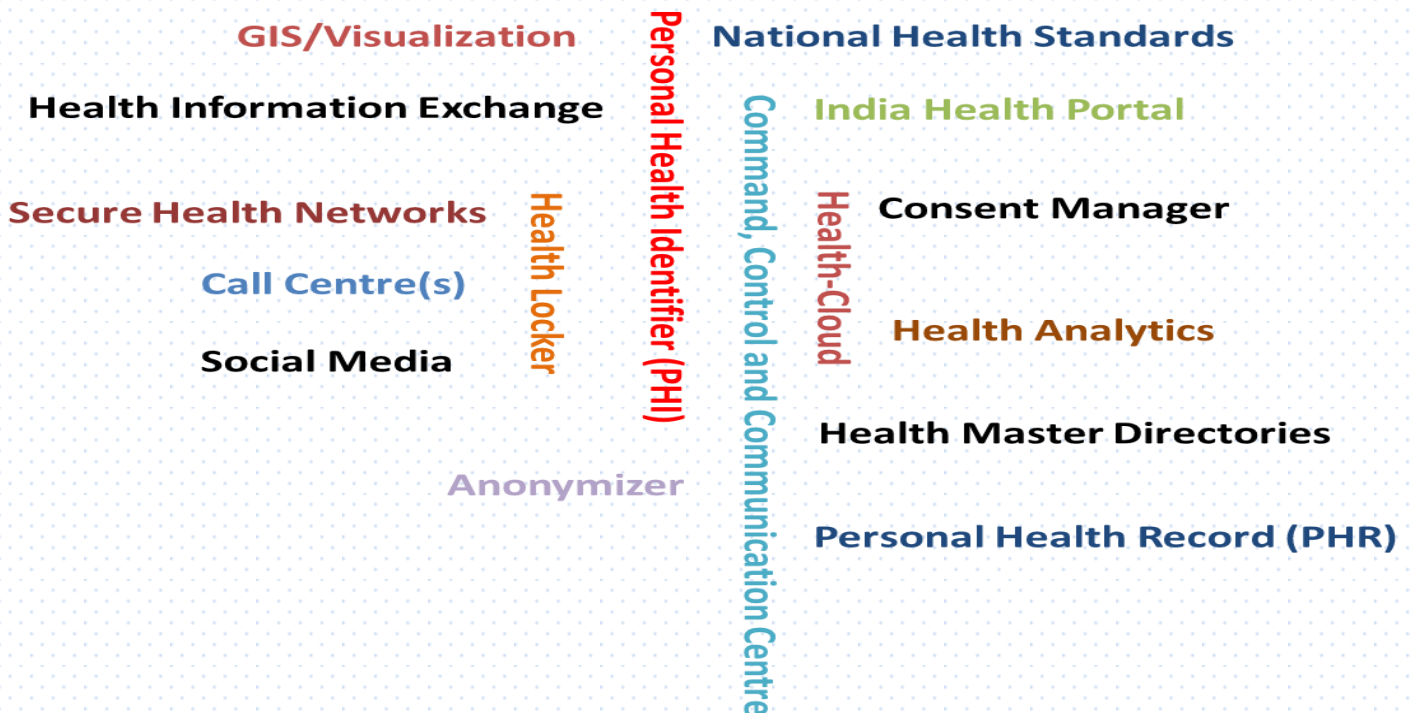 GIS/Visualization
National Health Standards
Personal Health Identifier (PHI)
Health Information Exchange
India Health Portal
Command, Control and Communication Centre
Secure Health Networks
Health Locker
Health-Cloud
Consent Manager
Call Centre(s)
Health Analytics
Social Media
Health Master Directories
Anonymizer
Personal Health Record (PHR)